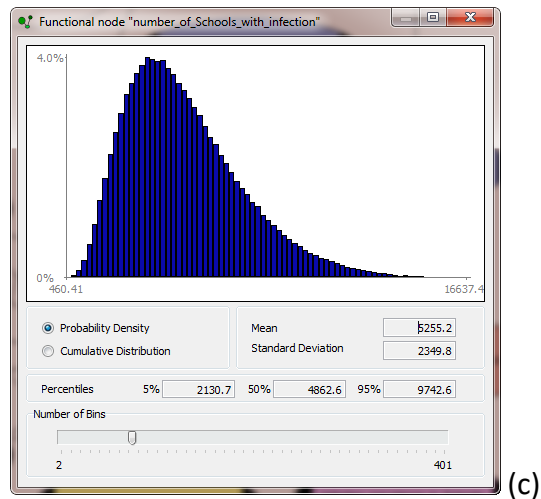 Functional node "number_of_Schools_with_infection"
4.0%
0%
460.41 16637.4
Probability Density
Cumulative Distribution
Mean 5255.2
Standard Deviation 2349.8
Percentiles 5% 2130.7 50% 4862.6 95% 9742.6
Number of Bins
2 401
(c)